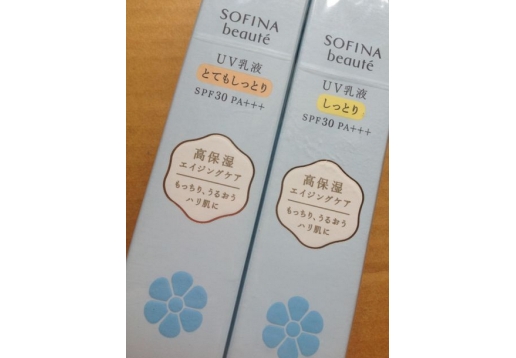 SOFINA
beauté
UV乳液
とてもしっとり
SPF30 PA+++
高保湿
エイジングケア
もっちり、うるおう
ハリ肌に
SOFINA
beauté
UV乳液
しっとり
SPF30 PA+++
高保湿
エイジングケア
もっちり、うるおう
ハリ肌に